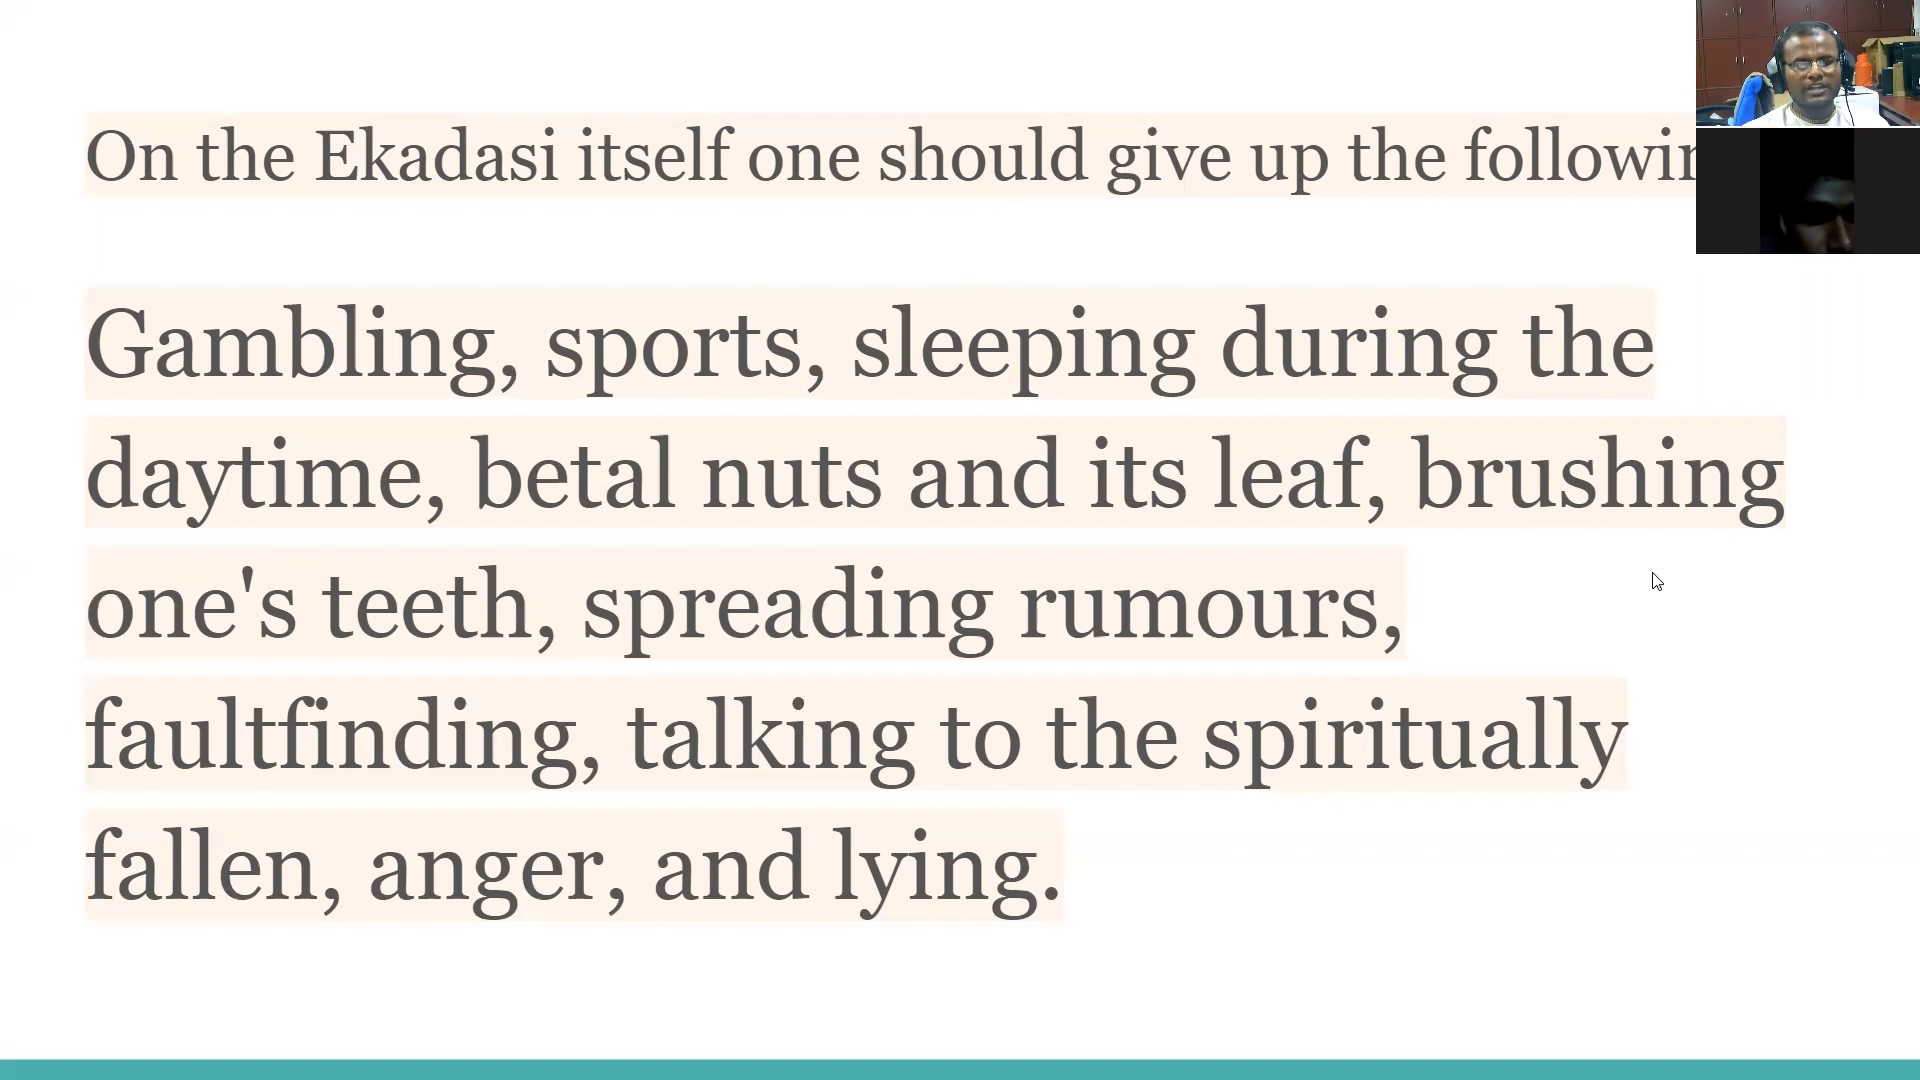 On the Ekadasi itself one should give up the
Gambling, sports, sleeping during the
daytime, betal nuts and its leaf, brushing
one's teeth, spreading rumours,
faultfinding, talking to the spiritually
fallen, anger, and lying.